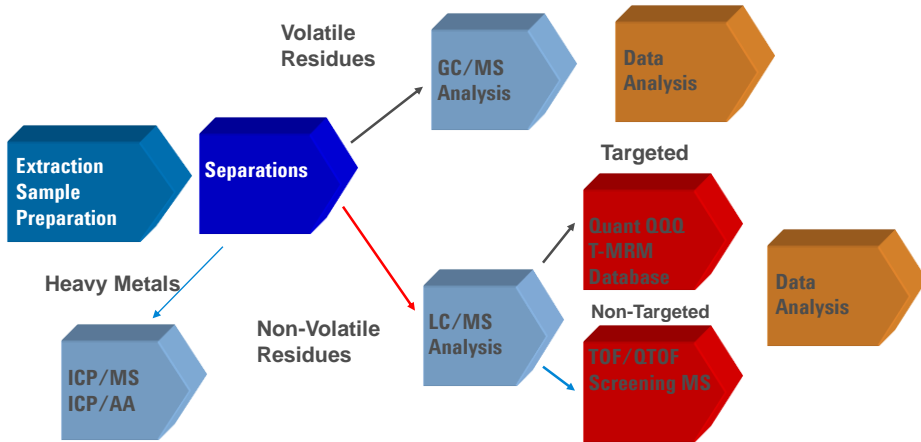 Volatile
Residues
GC/MS
Analysis
Data
Analysis
Extraction
Sample
Preparation
Separations
Targeted
Quant QQQ
T-MRM
Database
Heavy Metals
Non-Volatile
Residues
LC/MS
Analysis
Non-Targeted
TOF/QTOF
Screening MS
Data
Analysis
ICP/MS
ICP/AA